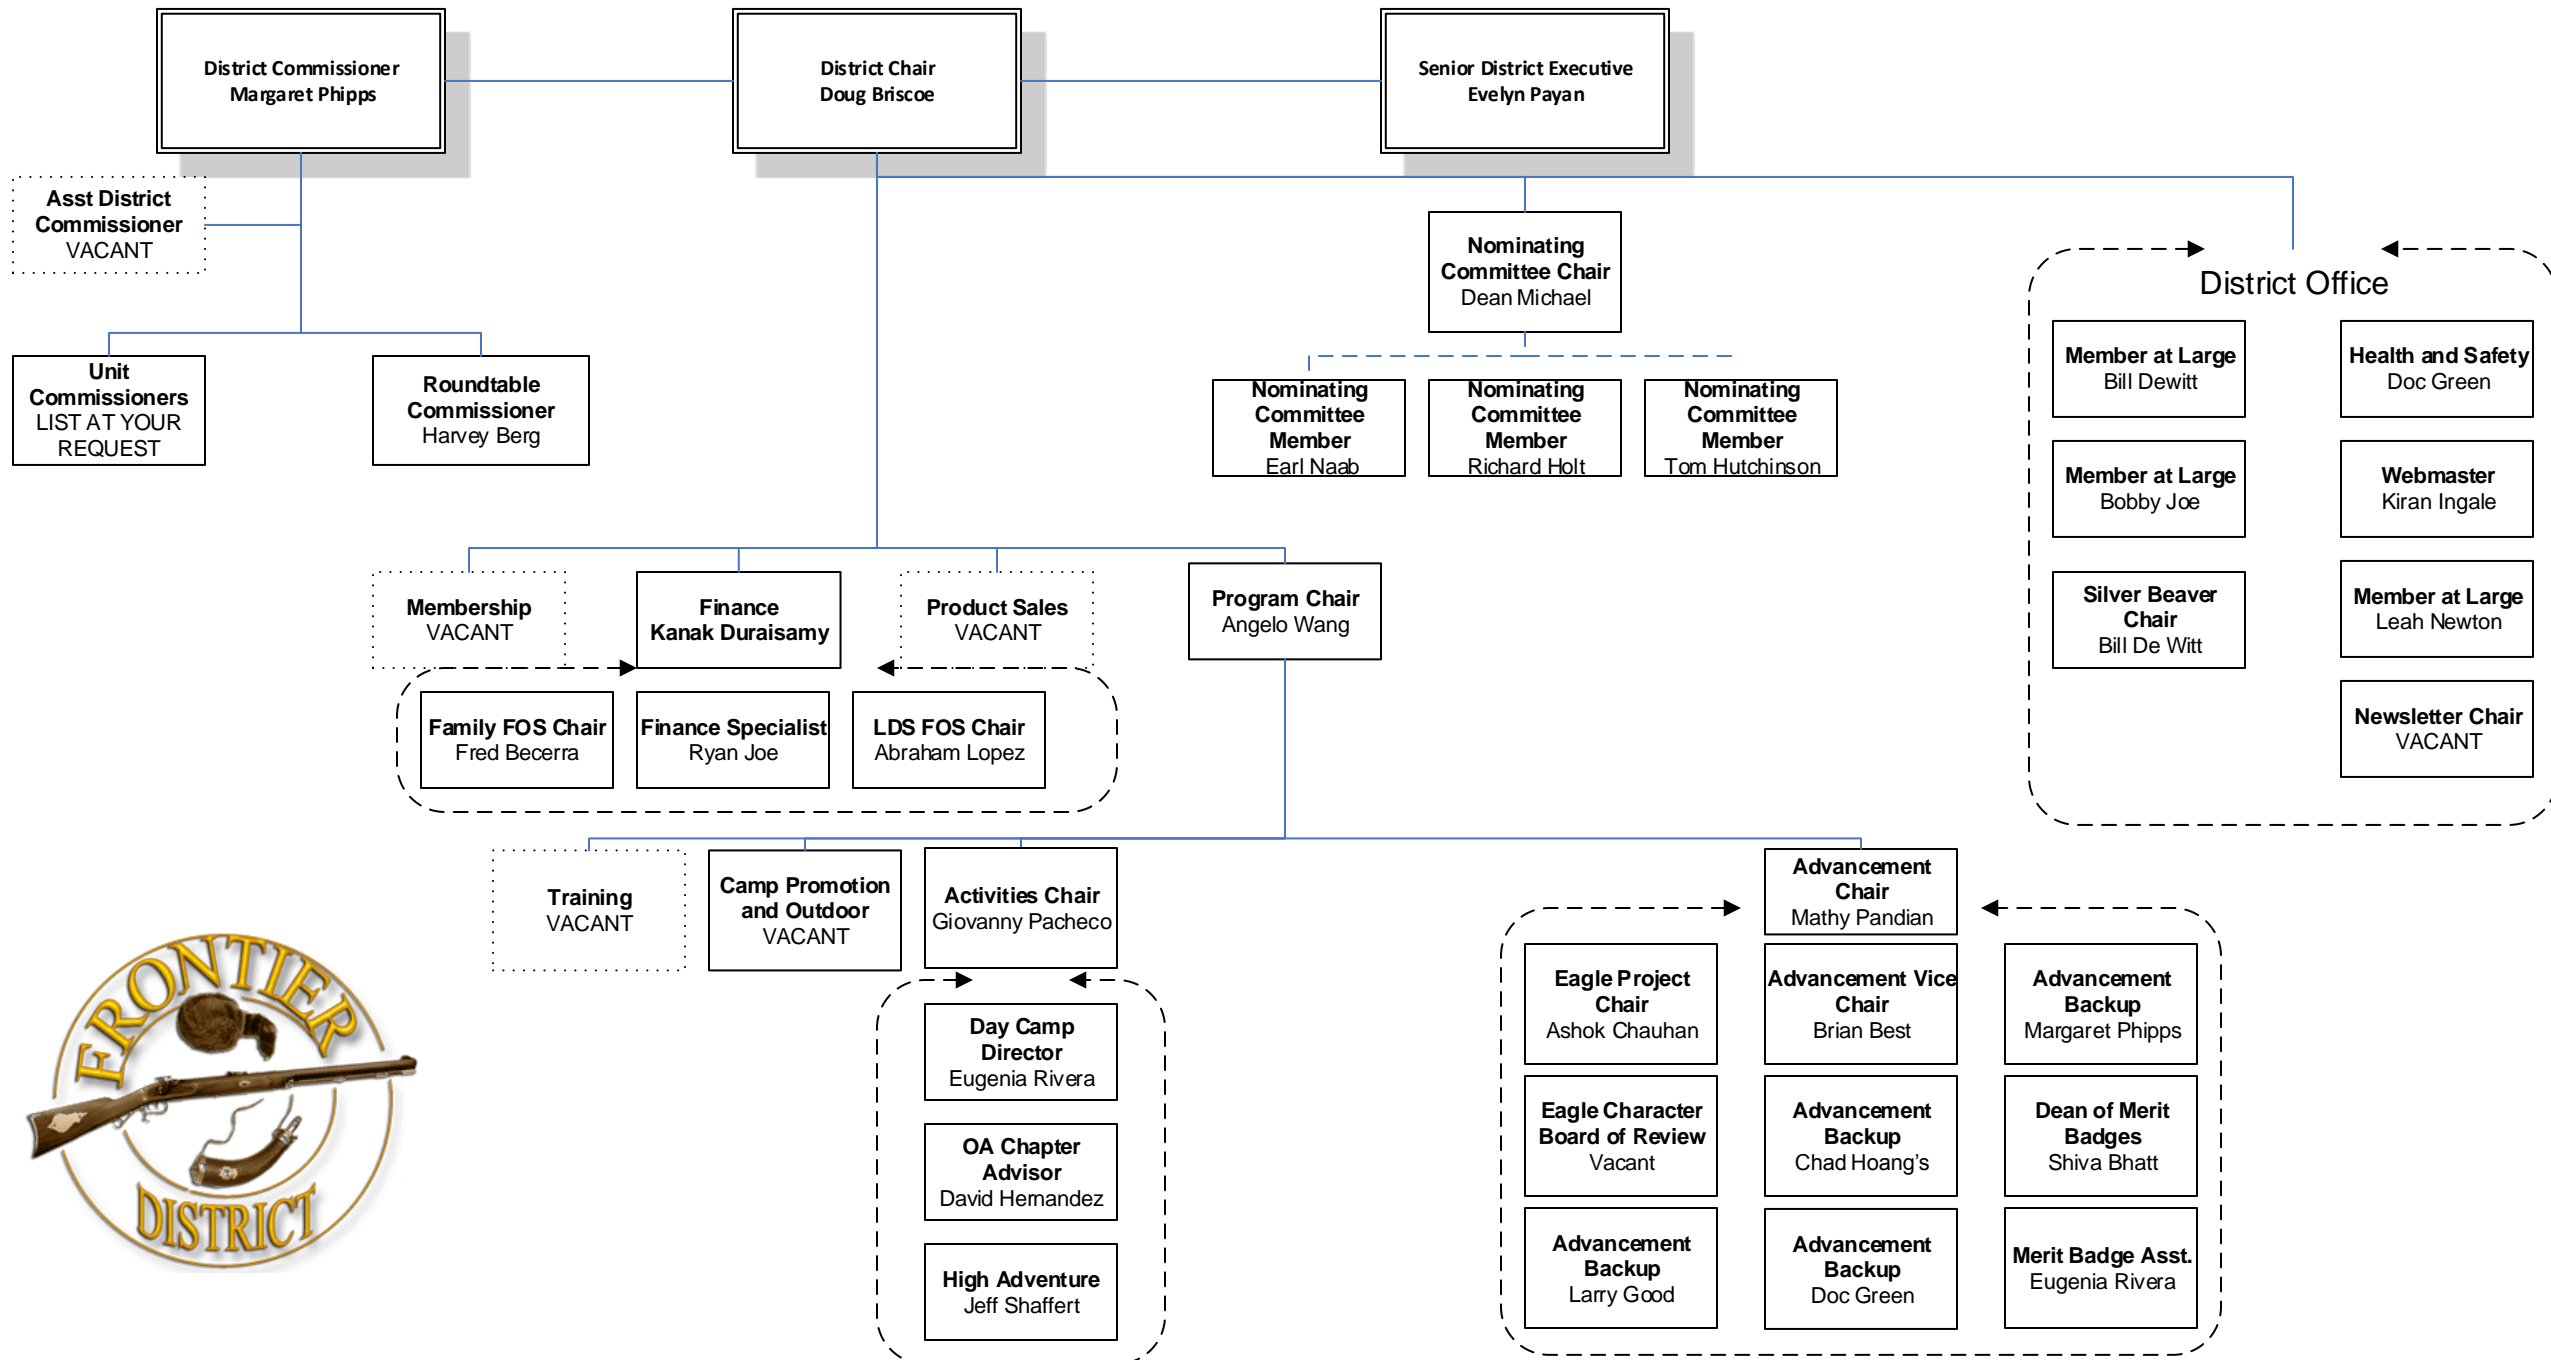 District Commissioner
Margaret Phipps
District Chair
Doug Briscoe
Senior District Executive
Evelyn Payan
Asst District
Commissioner
VACANT
Unit
Commissioners
LIST AT YOUR
REQUEST
Roundtable
Commissioner
Harvey Berg
Nominating
Committee Chair
Dean Michael
Nominating
Committee
Member
Earl Naab
Nominating
Committee
Member
Richard Holt
Nominating
Committee
Member
Tom Hutchinson
District Office
Member at Large
Bill Dewitt
Health and Safety
Doc Green
Member at Large
Bobby Joe
Webmaster
Kiran Ingale
Silver Beaver
Chair
Bill De Witt
Member at Large
Leah Newton
Newsletter Chair
VACANT
Membership
VACANT
Finance
Kanak Duraisamy
Product Sales
VACANT
Program Chair
Angelo Wang
Family FOS Chair
Fred Becerra
Finance Specialist
Ryan Joe
LDS FOS Chair
Abraham Lopez
Training
VACANT
Camp Promotion
and Outdoor
VACANT
Activities Chair
Giovanny Pacheco
Day Camp
Director
Eugenia Rivera
OA Chapter
Advisor
David Hernandez
High Adventure
Jeff Shaffert
Advancement
Chair
Mathy Pandian
Eagle Project
Chair
Ashok Chauhan
Advancement Vice
Chair
Brian Best
Advancement
Backup
Margaret Phipps
Eagle Character
Board of Review
Vacant
Advancement
Backup
Chad Hoang’s
Dean of Merit
Badges
Shiva Bhatt
Advancement
Backup
Larry Good
Advancement
Backup
Doc Green
Merit Badge Asst.
Eugenia Rivera
FRONTIER
DISTRICT